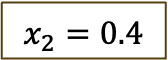 x₂ = 0.4